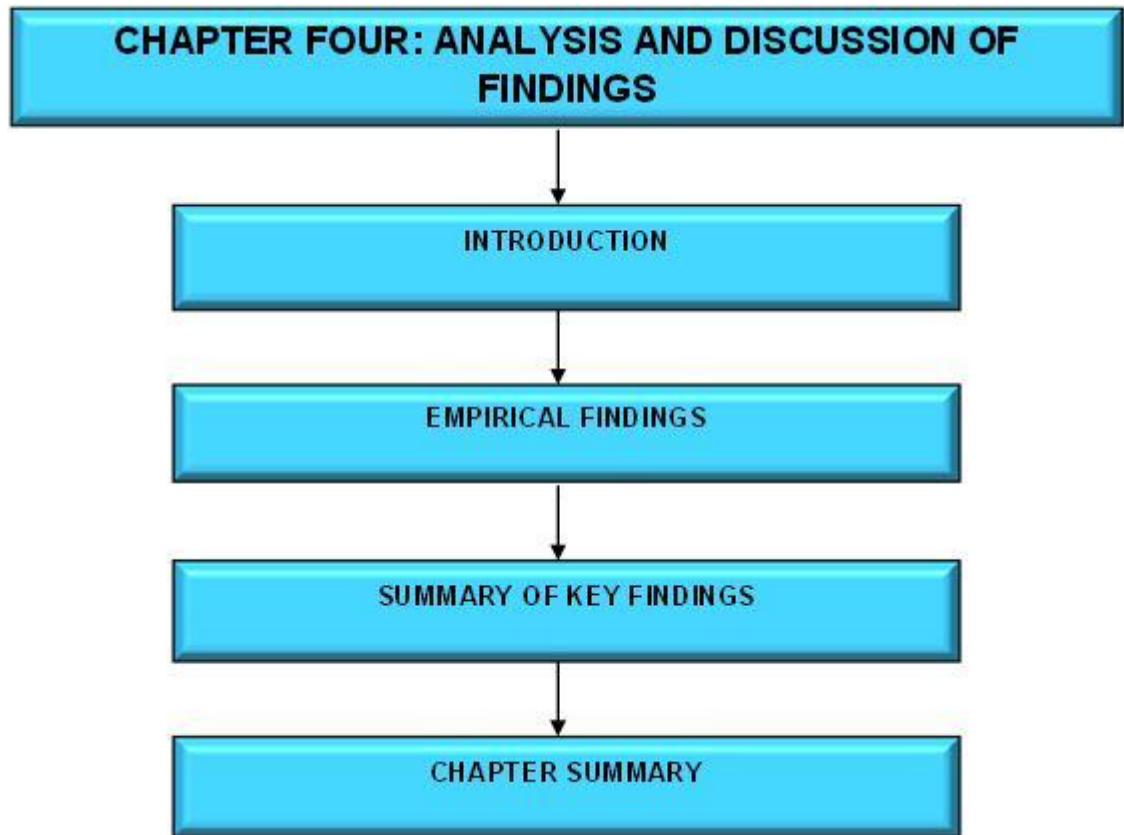 CHAPTER FOUR: ANALYSIS AND DISCUSSION OF
FINDINGS
INTRODUCTION
EMPIRICAL FINDINGS
SUMMARY OF KEY FINDINGS
CHAPTER SUMMARY